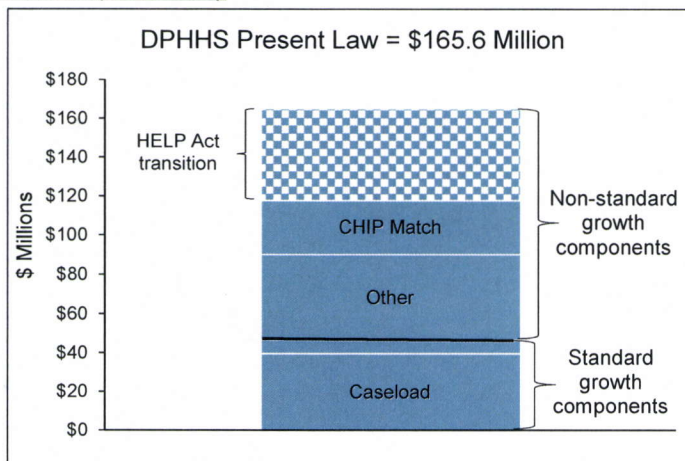 DPHHS Present Law = $165.6 Million
$180
$160
$140
$120
$100
$80
$60
$40
$20
$0
$ Millions
HELP Act
transition
CHIP Match
Other
Caseload
Non-standard
growth
components
Standard
growth
components